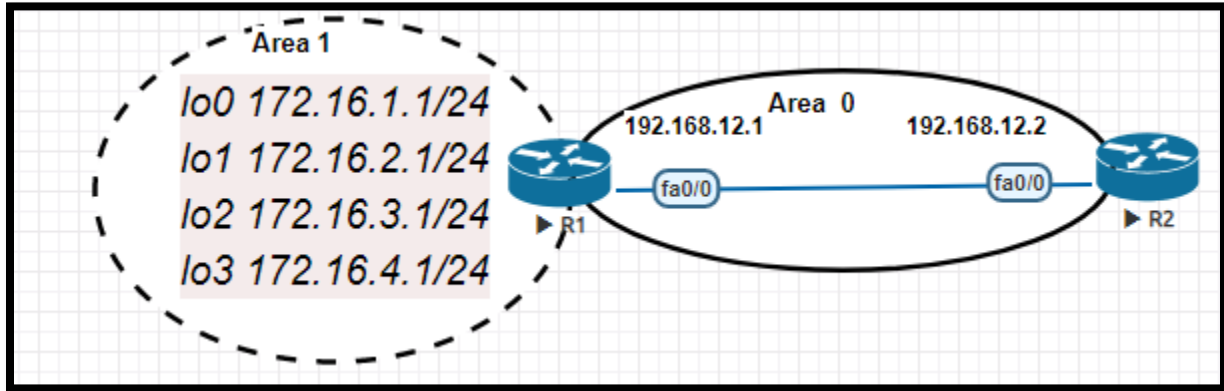 Area 1
lo0 172.16.1.1/24
lo1 172.16.2.1/24
lo2 172.16.3.1/24
lo3 172.16.4.1/24
Area 0
192.168.12.1
192.168.12.2
fa0/0
fa0/0
R1
R2